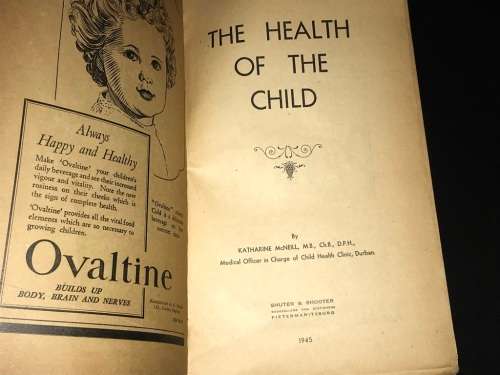 Always
Happy and Healthy
Make 'Ovaltine' your children's
daily beverage and see their increased
vigour and vitality. Note the new
rosiness on their cheeks which is
the signs of complete health.
'Ovaltine' provides all the vital food
elements which are so necessary to
growing children.
Ovaltine
BUILDS UP
BODY, BRAIN AND NERVES
THE HEALTH
OF THE
CHILD
By
KATHARINE McNEILL, M.B., Ch.B., D.P.H.,
Medical Officer in Charge of Child Health Clinic, Durban
SHUTER & SHOOTER
PIETERMARITZBURG
1945